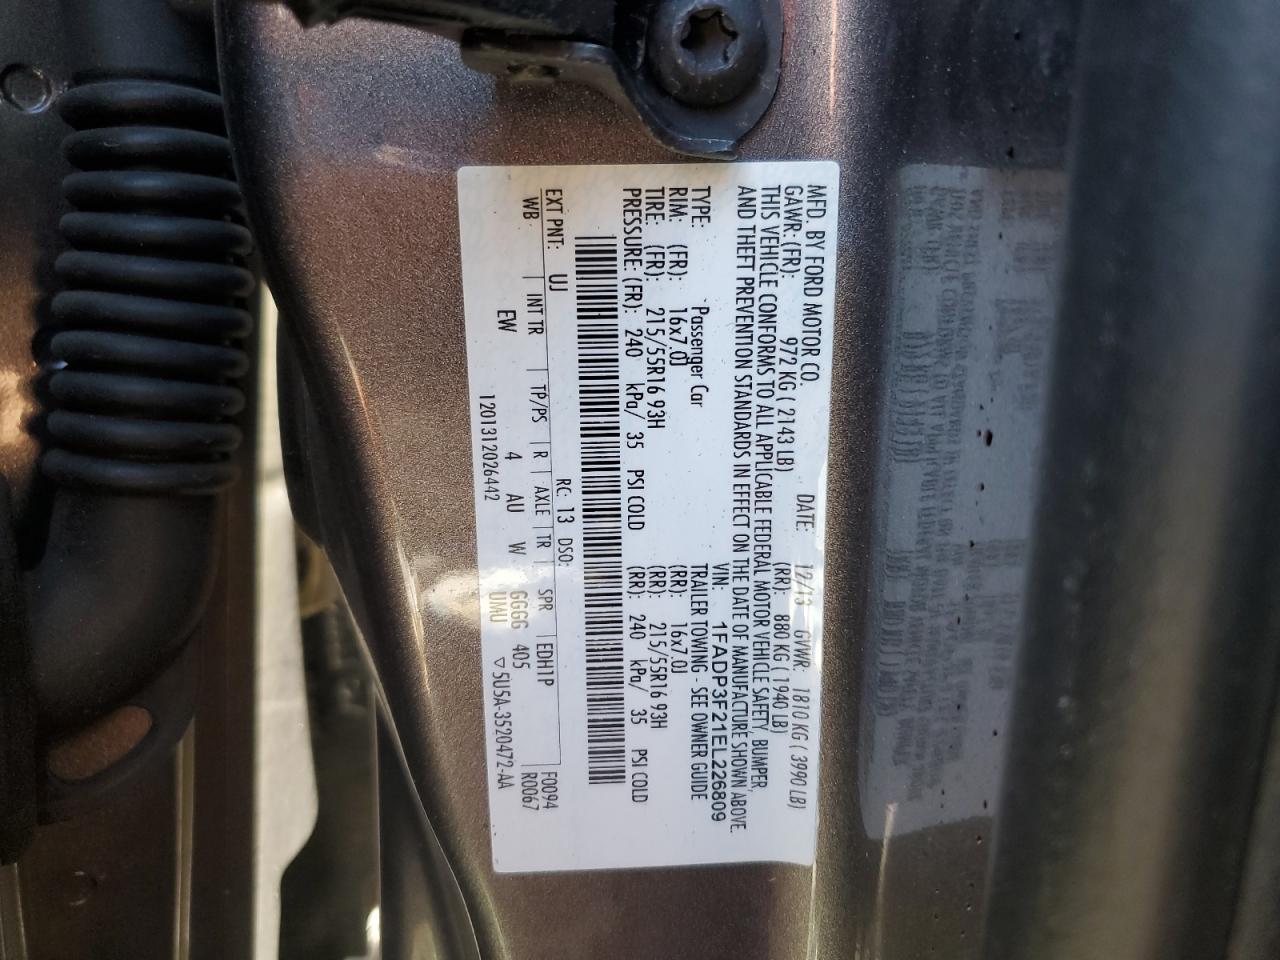 MFD. BY FORD MOTOR CO.
DATE: 12/13 GVWR: 1810 KG ( 3990 LB)
GAWR: (FR): 972 KG ( 2143 LB) (RR): 880 KG ( 1940 LB)
THIS VEHICLE CONFORMS TO ALL APPLICABLE FEDERAL MOTOR VEHICLE SAFETY, BUMPER,
AND THEFT PREVENTION STANDARDS IN EFFECT ON THE DATE OF MANUFACTURE SHOWN ABOVE.
VIN: 1FADP3F21EL226809
TYPE: Passenger Car TRAILER TOWING - SEE OWNER GUIDE
RIM: (FR): 16x7.0J (RR): 16x7.0J
TIRE: (FR): 215/55R16 93H (RR): 215/55R16 93H
PRESSURE: (FR): 240 kPa/ 35 PSI COLD (RR): 240 kPa/ 35 PSI COLD
EXT PNT: UJ RC: 13 DSO: F0094
WB INT TR TP/PS R AXLE TR SPR EDH1P R0067
EW 4 AU W GGGG 405
1201312026442 UMU ▽5U5A-3520472-AA